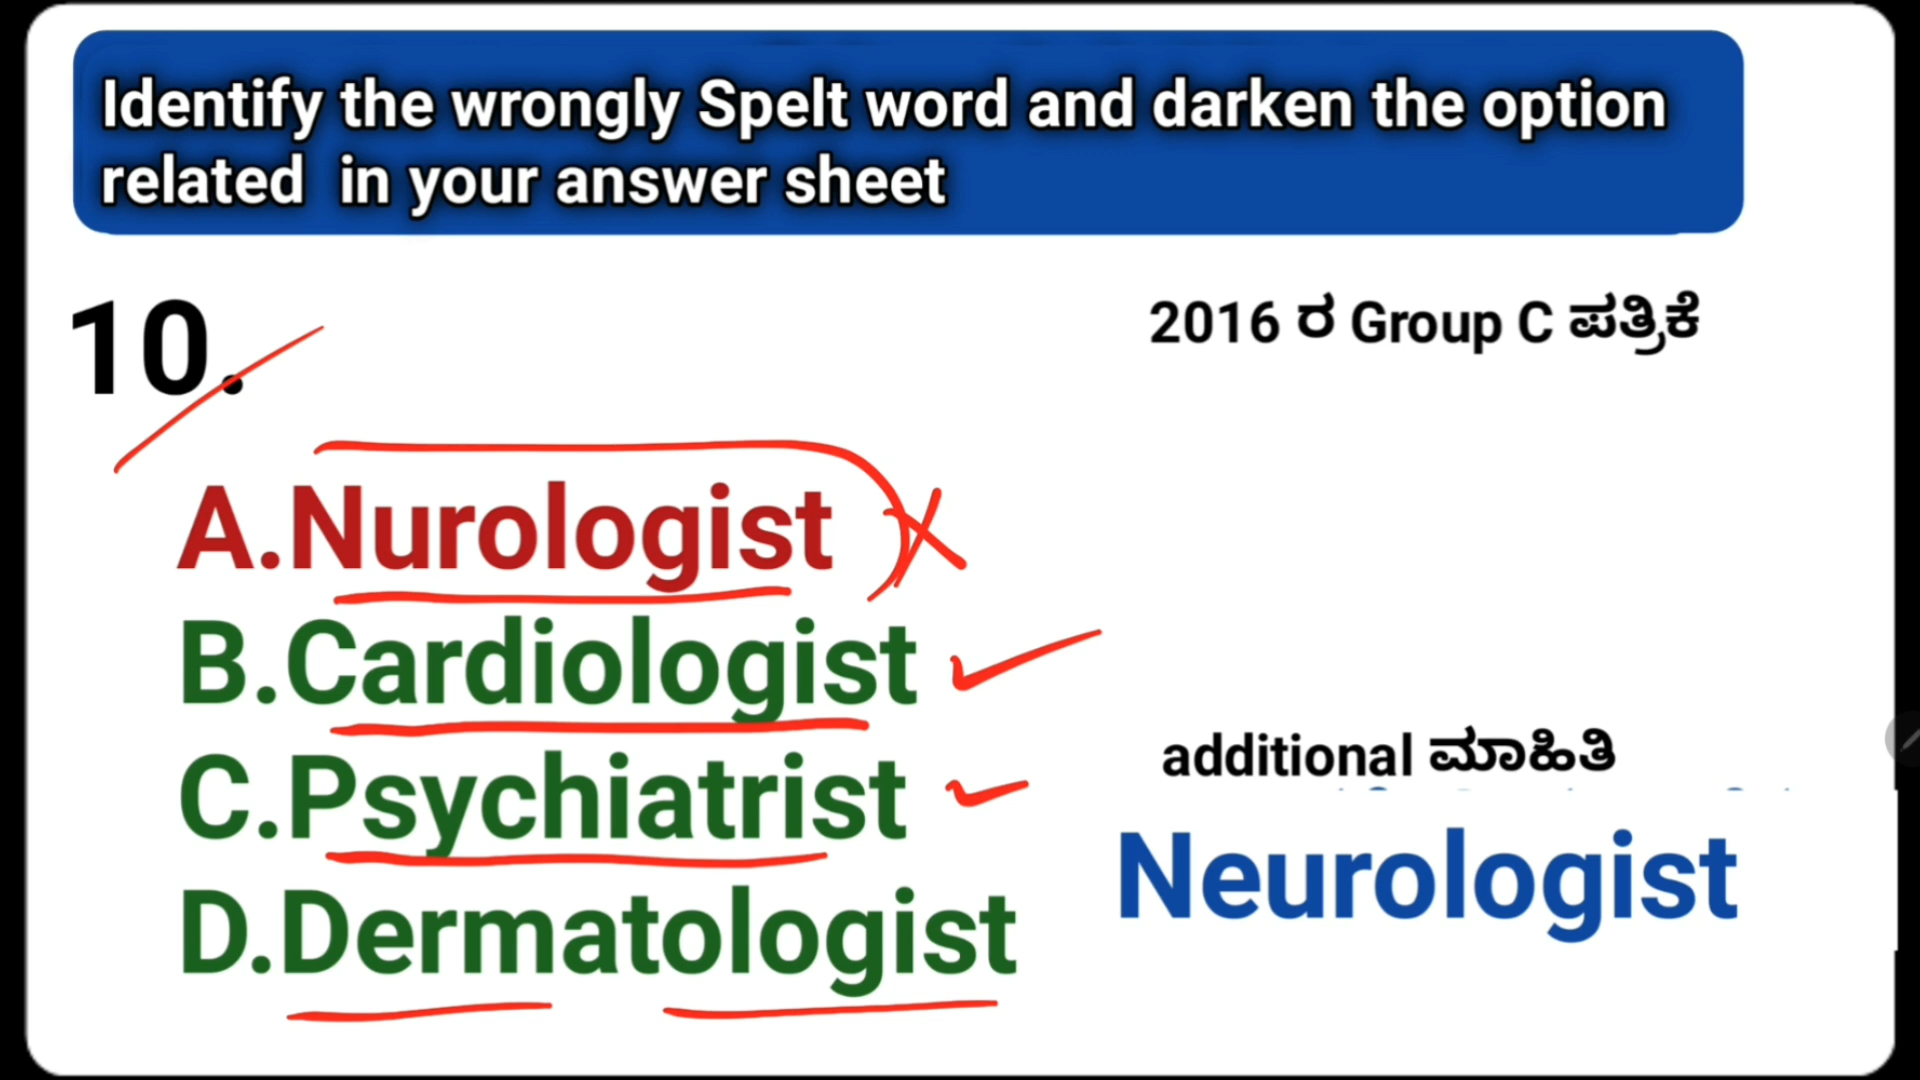 Identify the wrongly Spelt word and darken the option
related in your answer sheet
10.
2016 ರ Group C ಪತ್ರಿಕೆ
A.Nurologist
B.Cardiologist
C.Psychiatrist
D.Dermatologist
additional ಮಾಹಿತಿ
Neurologist